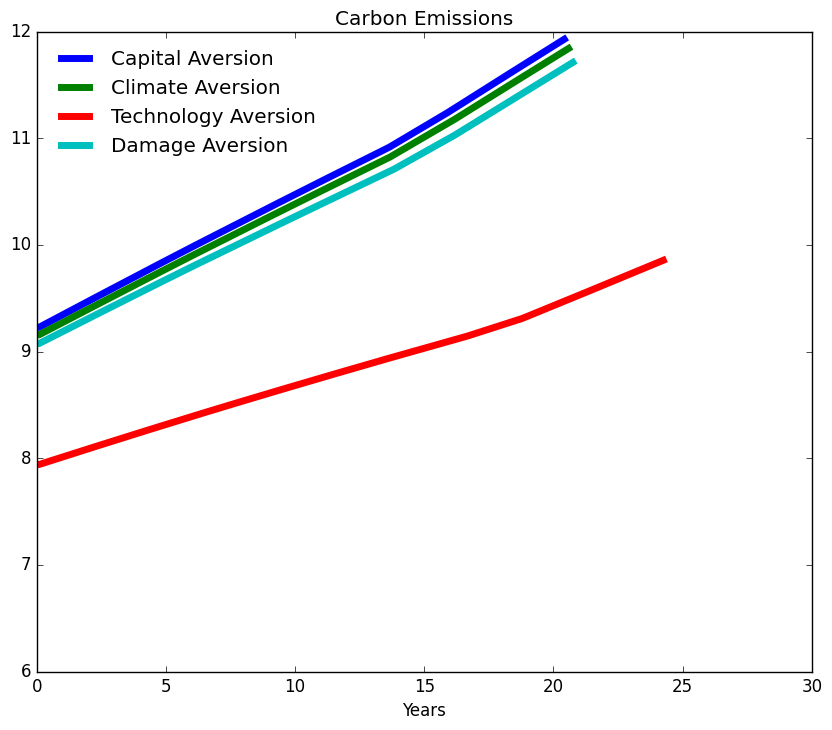 Carbon Emissions
12
11
10
9
8
7
6
Capital Aversion
Climate Aversion
Technology Aversion
Damage Aversion
0 5 10 15 20 25 30
Years